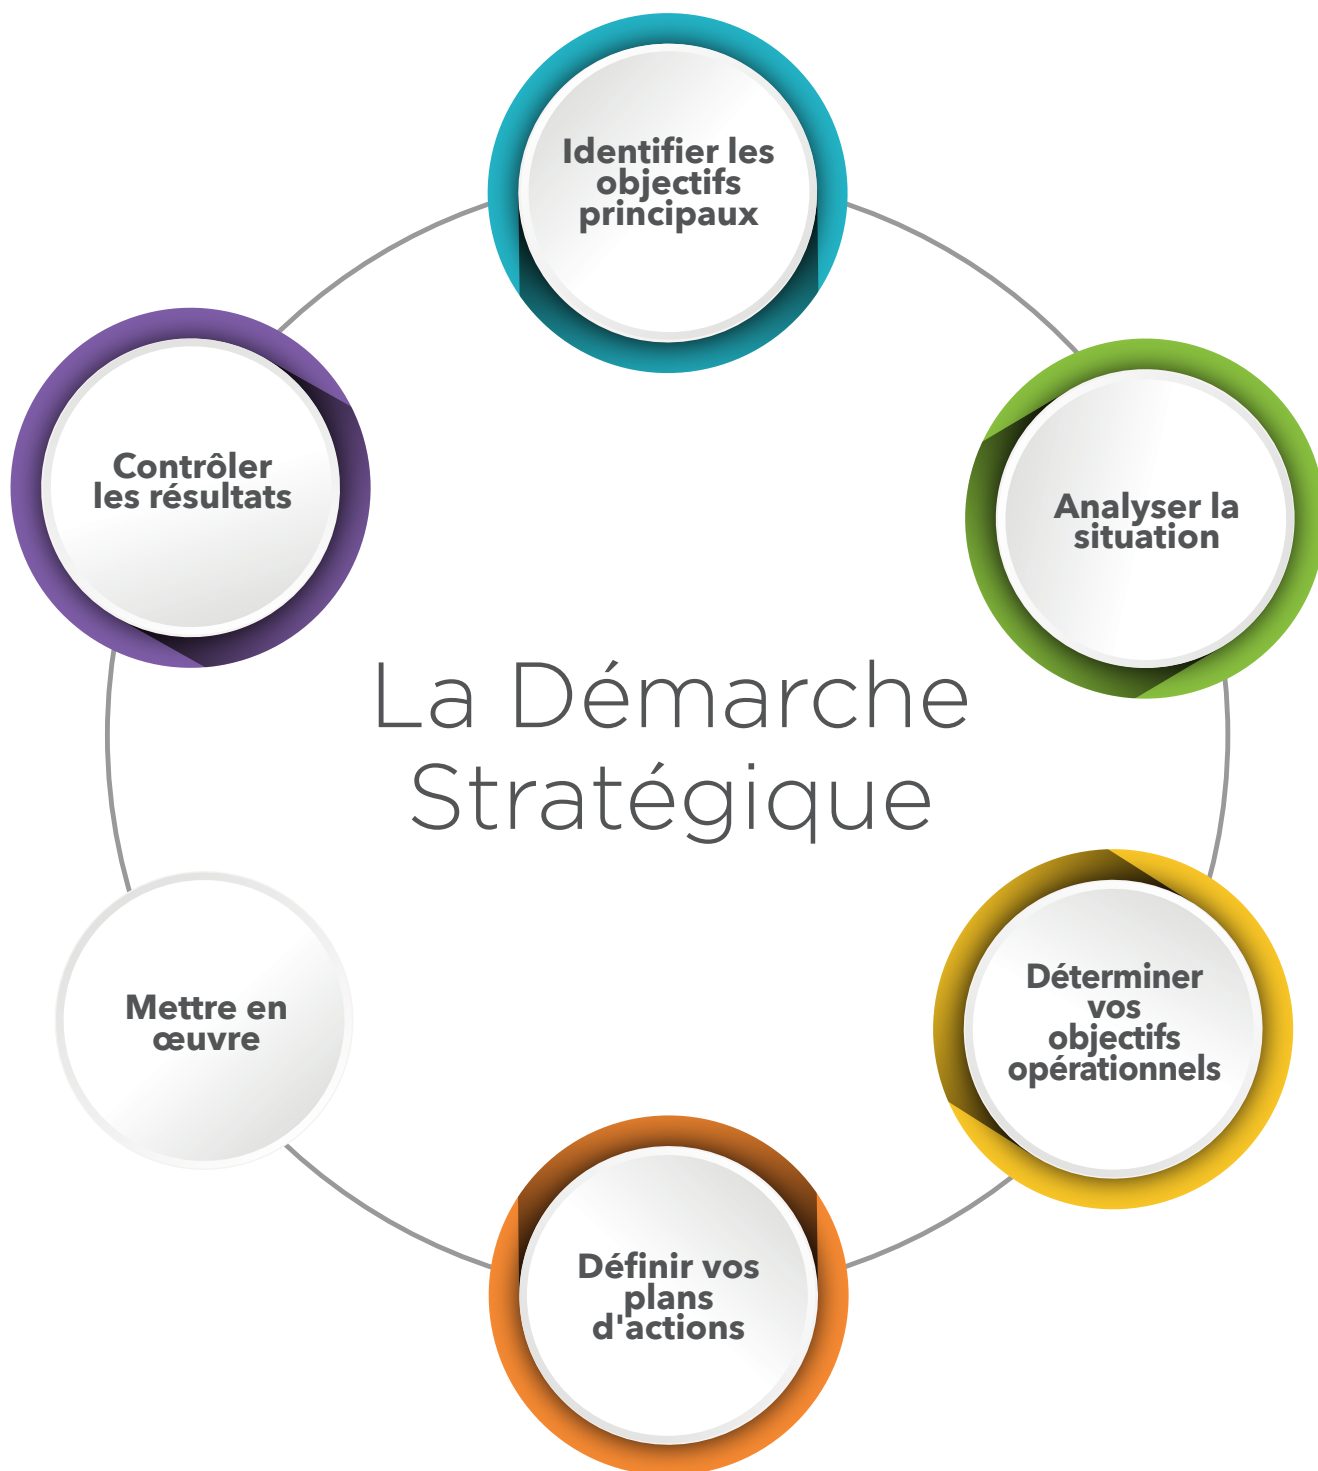 Identifier les
objectifs
principaux
Analyser la
situation
Déterminer
vos
objectifs
opérationnels
Définir vos
plans
d'actions
Mettre en
œuvre
Contrôler
les résultats
La Démarche
Stratégique